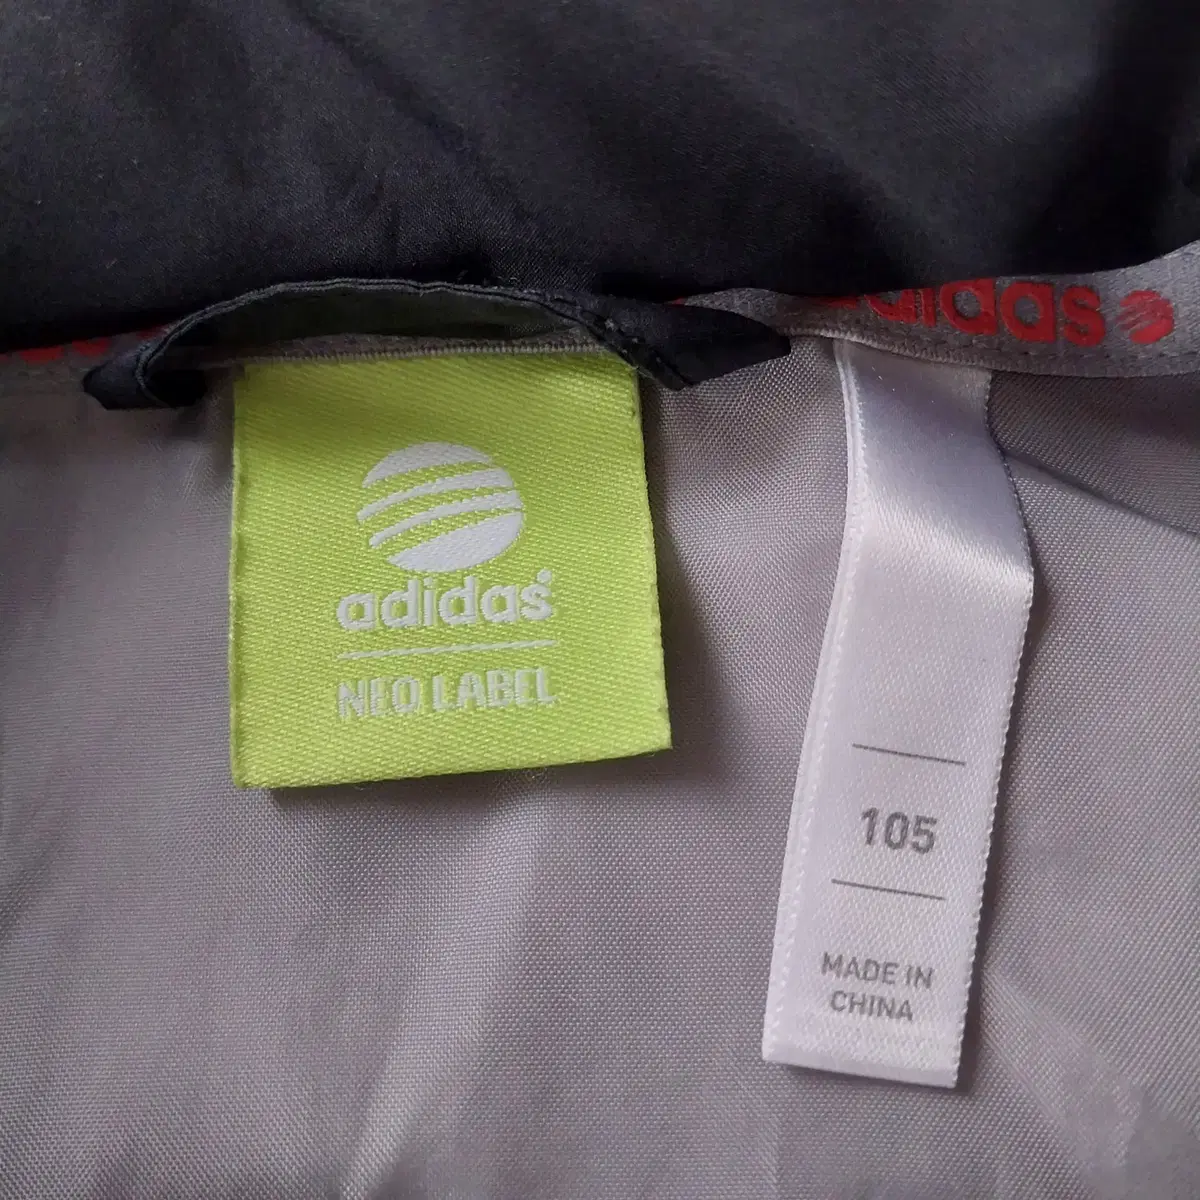 adidas
adidas
NEO LABEL
105
MADE IN
CHINA